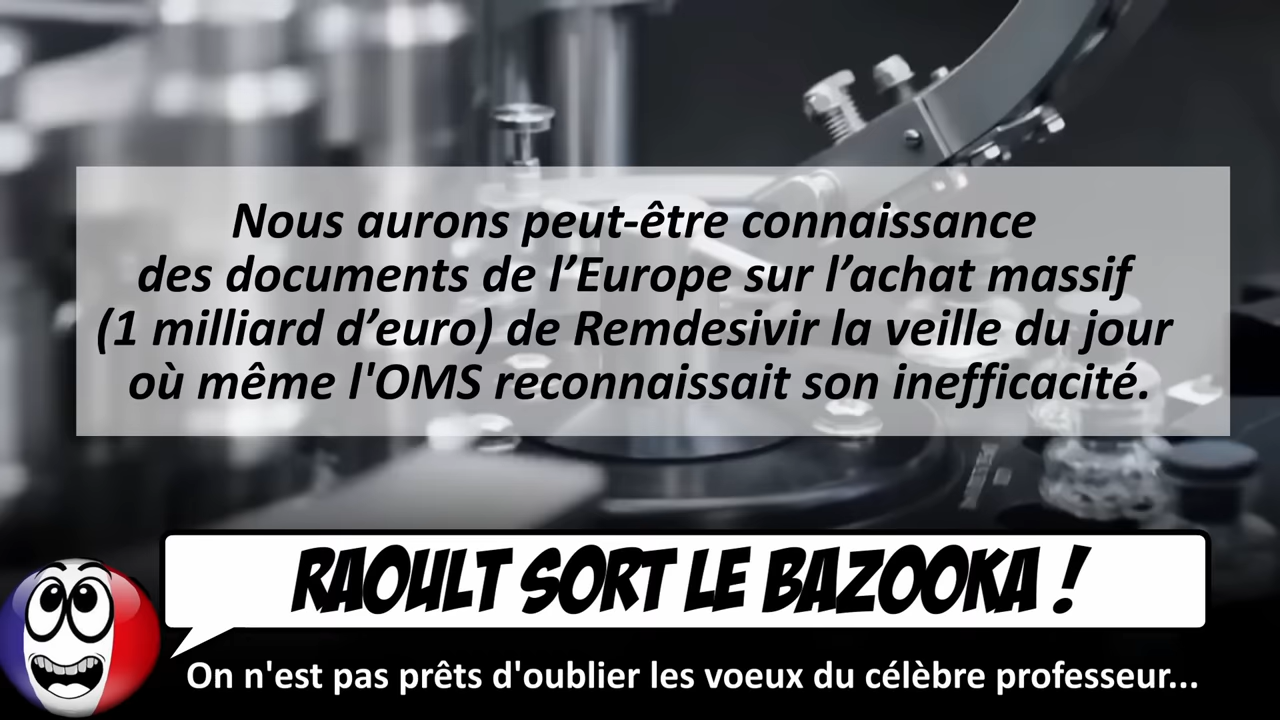 Nous aurons peut-être connaissance
des documents de l’Europe sur l’achat massif
(1 milliard d’euro) de Remdesivir la veille du jour
où même l'OMS reconnaissait son inefficacité.
RAOULT SORT LE BAZOOKA !
On n'est pas prêts d'oublier les voeux du célèbre professeur...